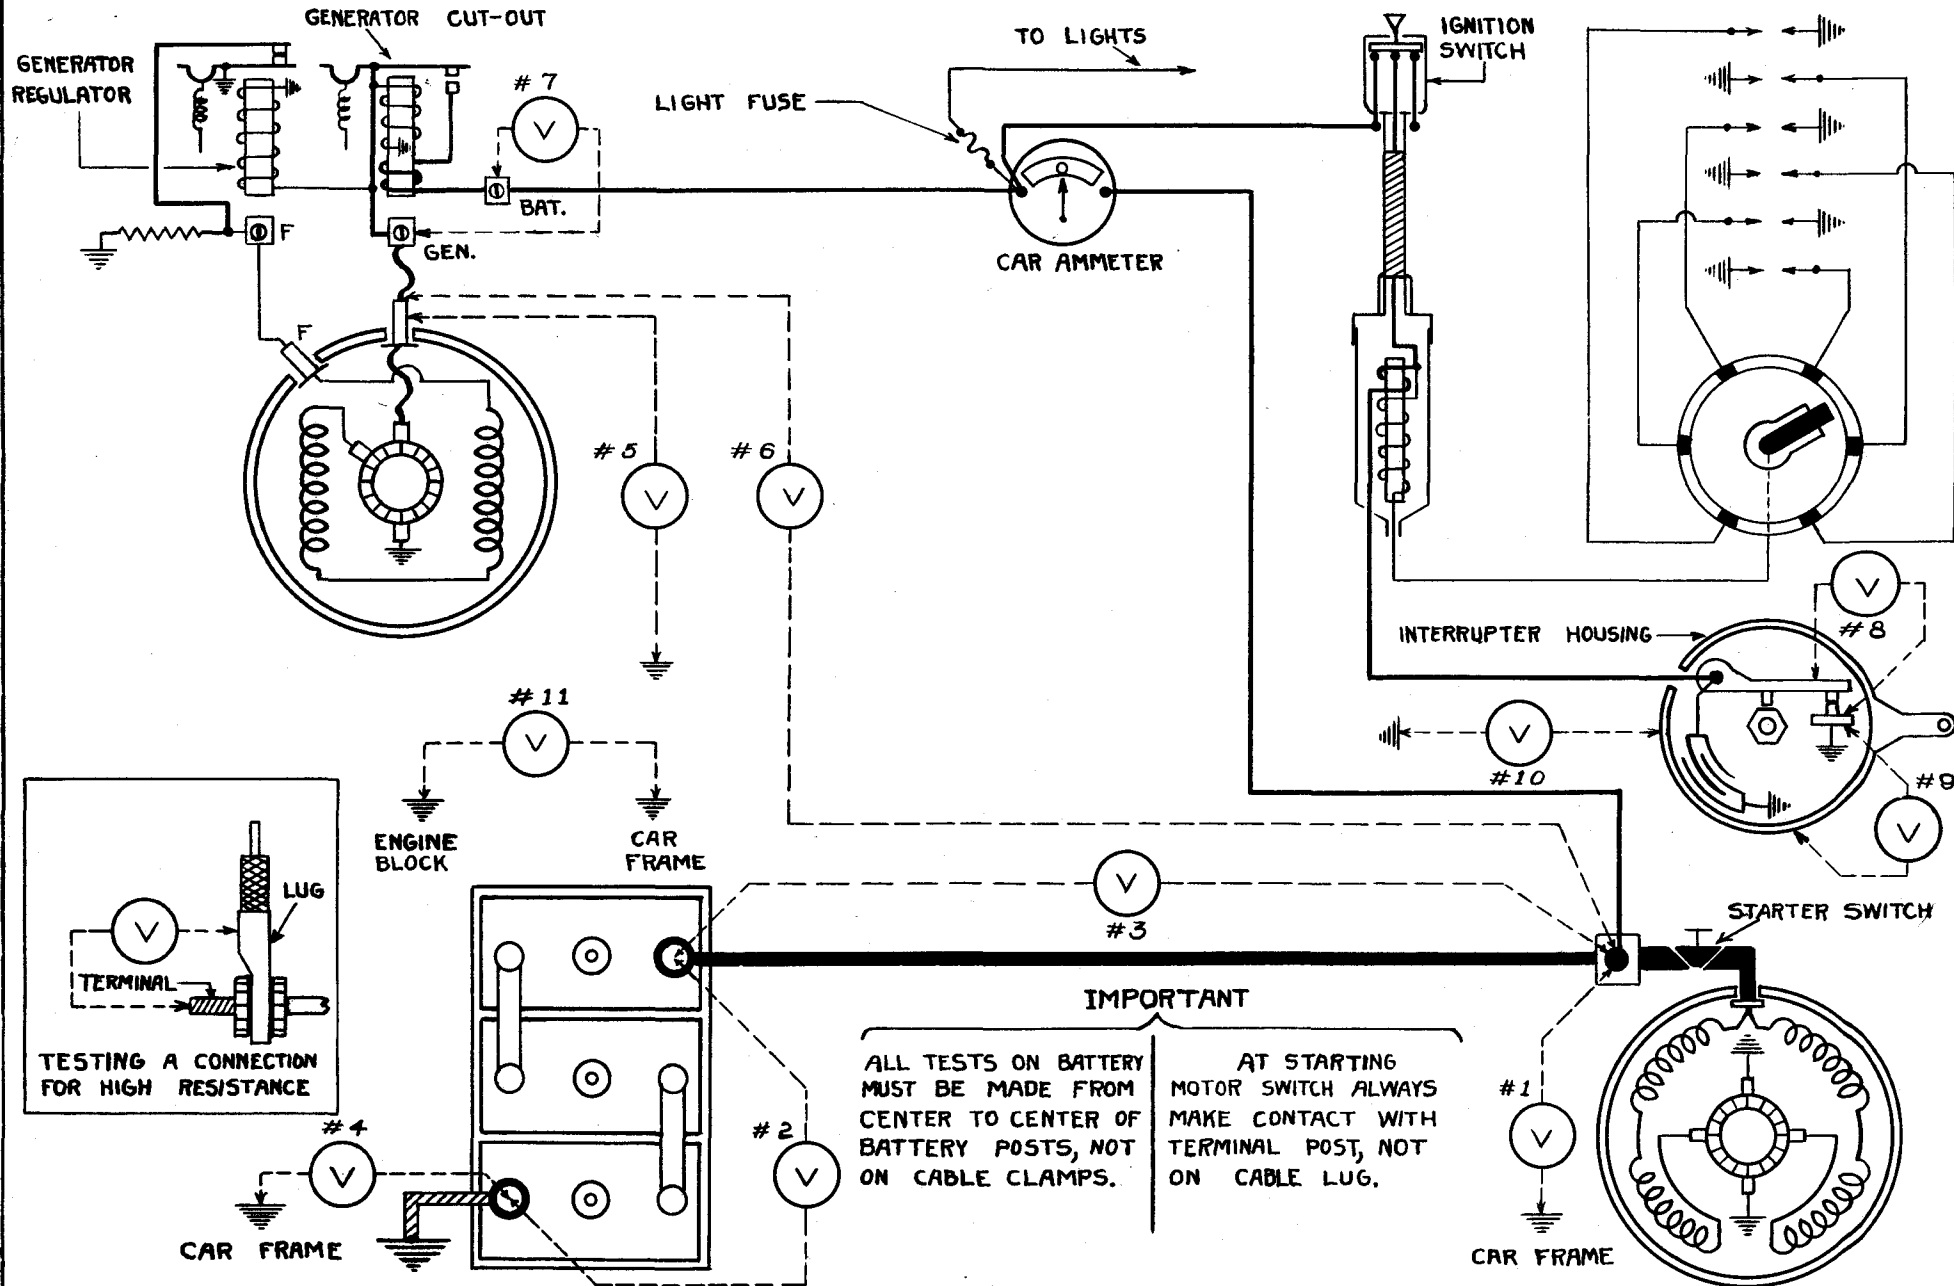 GENERATOR CUT-OUT
GENERATOR
REGULATOR
# 7
V
BAT.
GEN.
F
F
TO LIGHTS
LIGHT FUSE
O
CAR AMMETER
IGNITION
SWITCH
#5
V
#6
V
INTERRUPTER HOUSING
V
#8
V
#10
#9
V
#11
V
ENGINE
BLOCK
CAR
FRAME
V
LUG
TERMINAL
TESTING A CONNECTION
FOR HIGH RESISTANCE
V
#3
STARTER SWITCH
IMPORTANT
ALL TESTS ON BATTERY
MUST BE MADE FROM
CENTER TO CENTER OF
BATTERY POSTS, NOT
ON CABLE CLAMPS.
AT STARTING
MOTOR SWITCH ALWAYS
MAKE CONTACT WITH
TERMINAL POST, NOT
ON CABLE LUG.
#4
V
CAR FRAME
#2
V
#1
V
CAR FRAME